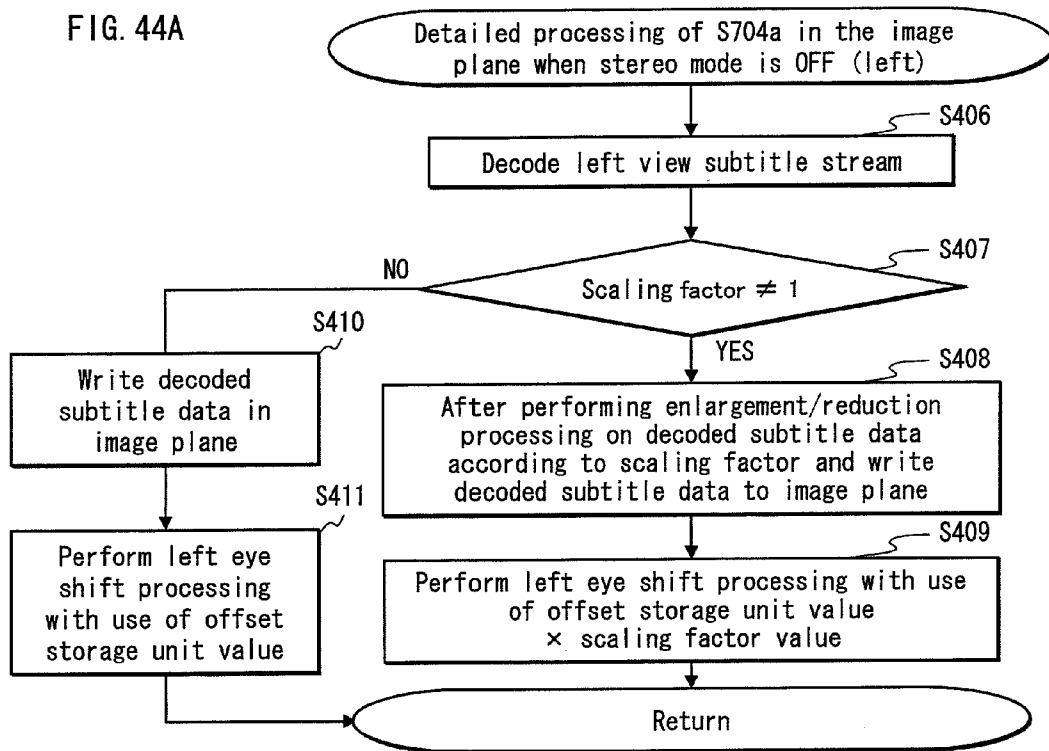 FIG. 44A
Detailed processing of S704a in the image
plane when stereo mode is OFF (left)
S406
Decode left view subtitle stream
S407
NO
Scaling factor ≠ 1
S410
YES
S408
Write decoded
subtitle data in
image plane
After performing enlargement/reduction
processing on decoded subtitle data
according to scaling factor and write
decoded subtitle data to image plane
S411
S409
Perform left eye
shift processing
with use of offset
storage unit value
Perform left eye shift processing with use
of offset storage unit value
× scaling factor value
Return